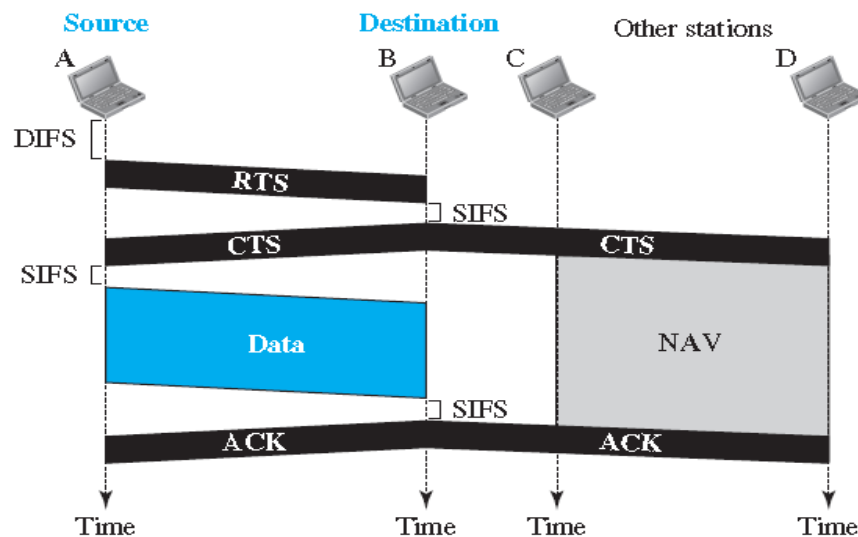 Source
Destination
Other stations
A
B
C
D
DIFS
RTS
SIFS
CTS
CTS
SIFS
Data
NAV
SIFS
ACK
ACK
Time
Time
Time
Time